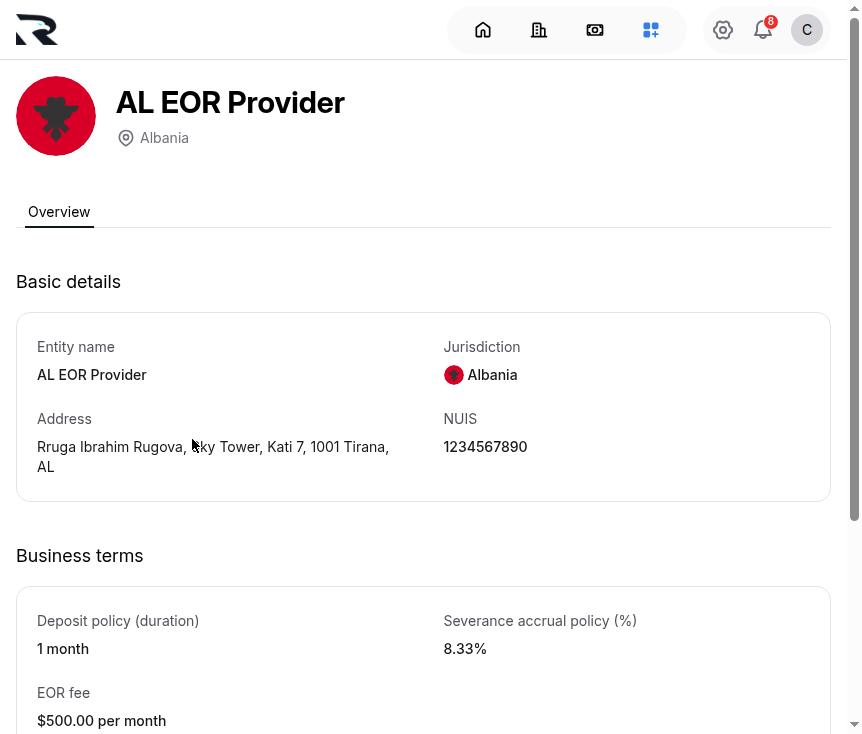 8
C
AL EOR Provider
Albania
Overview
Basic details
Entity name
AL EOR Provider
Jurisdiction
Albania
Address
Rruga Ibrahim Rugova, Sky Tower, Kati 7, 1001 Tirana,
AL
NUIS
1234567890
Business terms
Deposit policy (duration)
1 month
Severance accrual policy (%)
8.33%
EOR fee
$500.00 per month